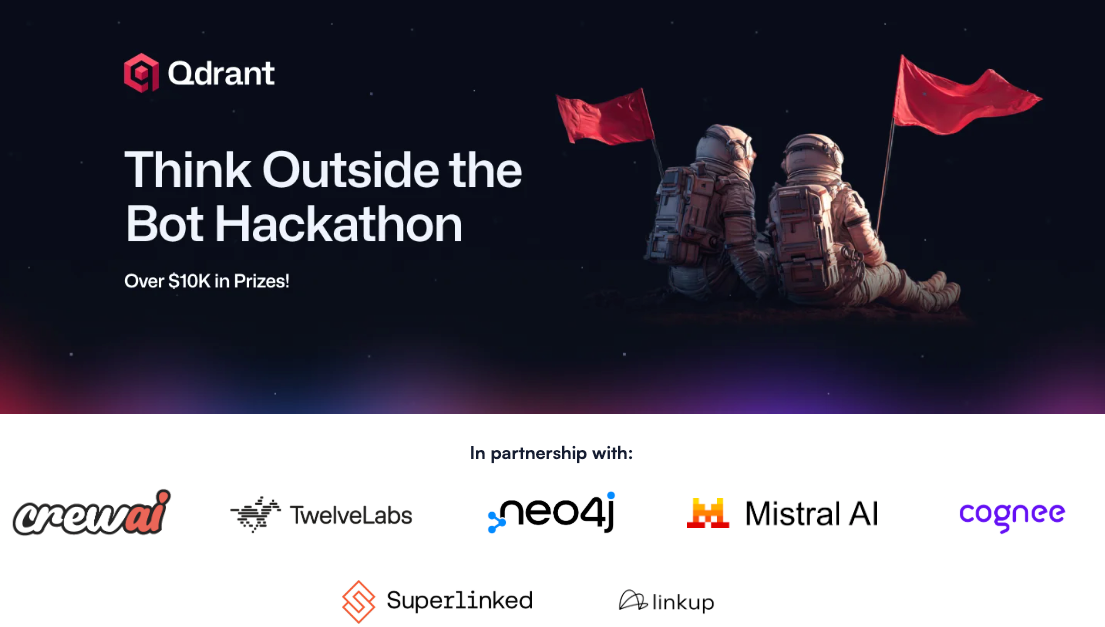 Qdrant
Think Outside the
Bot Hackathon
Over $10K in Prizes!
In partnership with:
crewai
TwelveLabs
neo4j
Mistral AI
cognee
Superlinked
linkup